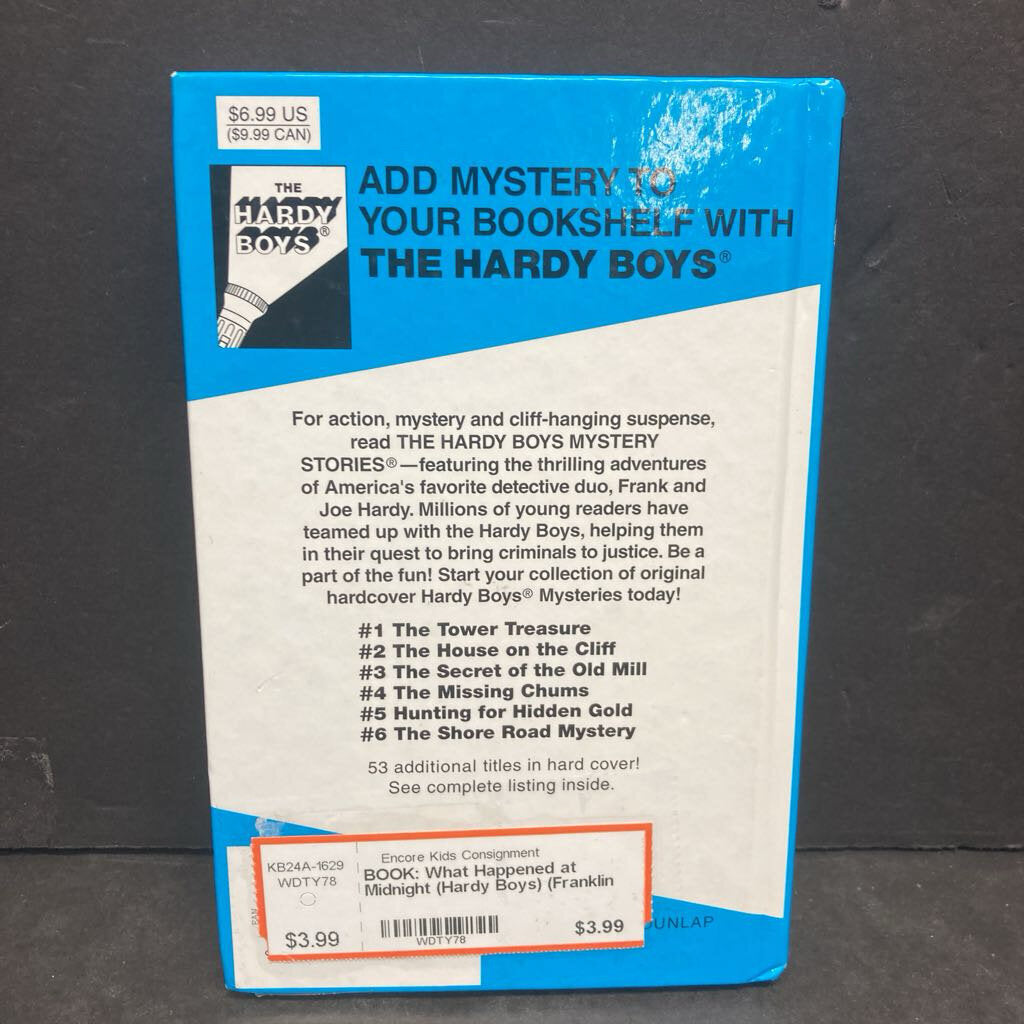 $6.99 US
($9.99 CAN)
THE
HARDY
BOYS®
ADD MYSTERY TO
YOUR BOOKSHELF WITH
THE HARDY BOYS®
For action, mystery and cliff-hanging suspense,
read THE HARDY BOYS MYSTERY
STORIES®—featuring the thrilling adventures
of America's favorite detective duo, Frank and
Joe Hardy. Millions of young readers have
teamed up with the Hardy Boys, helping them
in their quest to bring criminals to justice. Be a
part of the fun! Start your collection of original
hardcover Hardy Boys® Mysteries today!
#1 The Tower Treasure
#2 The House on the Cliff
#3 The Secret of the Old Mill
#4 The Missing Chums
#5 Hunting for Hidden Gold
#6 The Shore Road Mystery
53 additional titles in hard cover!
See complete listing inside.
KB24A-1629
WDTY78
$3.99
Encore Kids Consignment
BOOK: What Happened at
Midnight (Hardy Boys) (Franklin
WDTY78
$3.99
DUNLAP